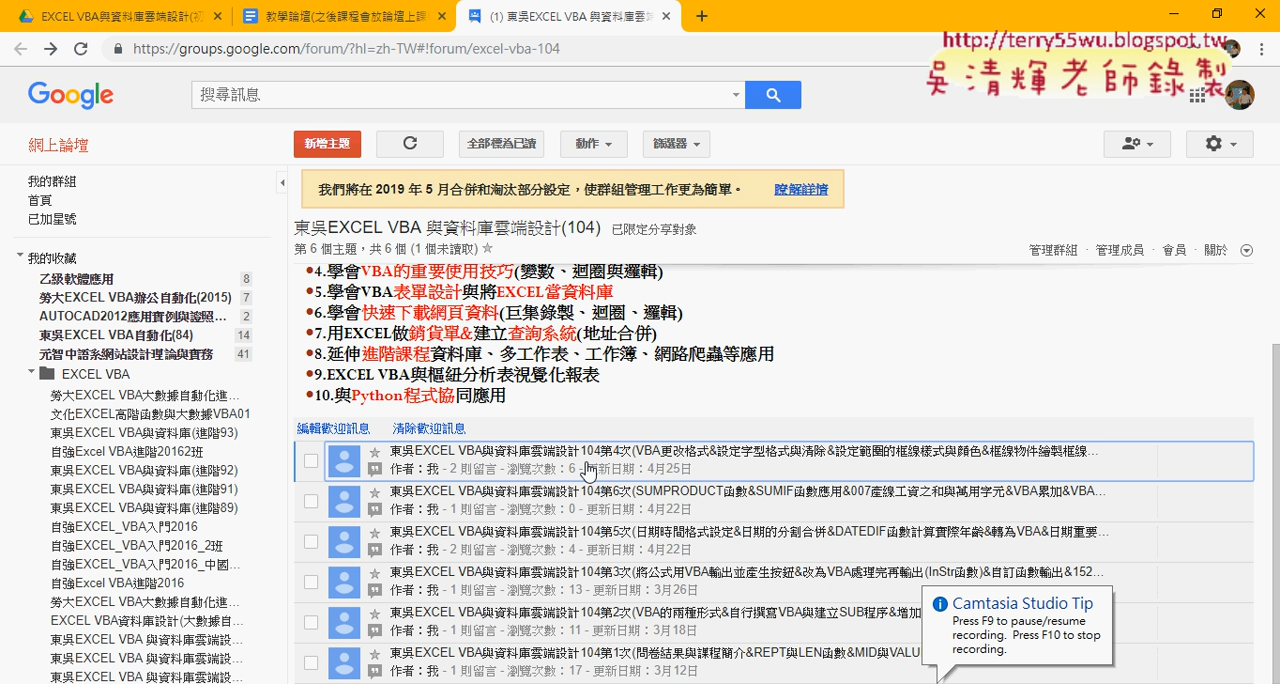 EXCEL VBA與資料庫雲端設計(初
教學論壇(之後課程會放論壇上課
(1) 東吳EXCEL VBA 與資料庫雲端
https://groups.google.com/forum/?hl=zh-TW#!forum/excel-vba-104
http://terry55wu.blogspot.tw
吳清輝老師錄製
Google
搜尋訊息
網上論壇
新增主題
全部標為已讀
動作
篩選器
我的群組
首頁
已加星號
我們將在 2019 年 5 月合併和淘汰部分設定，使群組管理工作更為簡單。 瞭解詳情
東吳EXCEL VBA 與資料庫雲端設計(104) 已限定分享對象
第 6 個主題，共 6 個 (1 個未讀取)
管理群組 · 管理成員 · 會員 · 關於
我的收藏
乙級軟體應用 8
勞大EXCEL VBA辦公自動化(2015) 7
AUTOCAD2012應用實例與證照... 2
東吳EXCEL VBA自動化(84) 14
元智中語系網站設計理論與實務 41
EXCEL VBA
勞大EXCEL VBA大數據自動化進...
文化EXCEL高階函數與大數據VBA01
東吳EXCEL VBA與資料庫(進階93)
自強Excel VBA進階20162班
東吳EXCEL VBA與資料庫(進階92)
東吳EXCEL VBA與資料庫(進階91)
東吳EXCEL VBA與資料庫(進階89)
自強EXCEL_VBA入門2016
自強EXCEL_VBA入門2016_2班
自強EXCEL_VBA入門2016_中國...
自強Excel VBA進階2016
勞大EXCEL VBA大數據自動化進...
EXCEL VBA資料庫設計(大數據自...
東吳EXCEL VBA 與資料庫雲端設...
東吳EXCEL VBA 與資料庫雲端設...
東吳EXCEL VBA 與資料庫雲端設...
•4.學會VBA的重要使用技巧(變數、迴圈與邏輯)
•5.學會VBA表單設計與將EXCEL當資料庫
•6.學會快速下載網頁資料(巨集錄製、迴圈、邏輯)
•7.用EXCEL做銷貨單&建立查詢系統(地址合併)
•8.延伸進階課程資料庫、多工作表、工作簿、網路爬蟲等應用
•9.EXCEL VBA與樞紐分析表視覺化報表
•10.與Python程式協同應用
編輯歡迎訊息 清除歡迎訊息
東吳EXCEL VBA與資料庫雲端設計104第4次(VBA更改格式&設定字型格式與清除&設定範圍的框線樣式與顏色&框線物件繪製框線...
作者：我 - 2 則留言 - 瀏覽次數：6 - 更新日期：4月25日
東吳EXCEL VBA與資料庫雲端設計104第6次(SUMPRODUCT函數&SUMIF函數應用&007產線工資之和與萬用字元&VBA累加&VBA...
作者：我 - 1 則留言 - 瀏覽次數：0 - 更新日期：4月22日
東吳EXCEL VBA與資料庫雲端設計104第5次(日期時間格式設定&日期的分割合併&DATEDIF函數計算實際年齡&轉為VBA&日期重要...
作者：我 - 2 則留言 - 瀏覽次數：4 - 更新日期：4月22日
東吳EXCEL VBA與資料庫雲端設計104第3次(將公式用VBA輸出並產生按鈕&改為VBA處理完再輸出(InStr函數)&自訂函數輸出&152...
作者：我 - 1 則留言 - 瀏覽次數：13 - 更新日期：3月26日
東吳EXCEL VBA與資料庫雲端設計104第2次(VBA的兩種形式&自行撰寫VBA與建立SUB程序&增加
作者：我 - 1 則留言 - 瀏覽次數：11 - 更新日期：3月18日
東吳EXCEL VBA與資料庫雲端設計104第1次(問卷結果與課程簡介&REPT與LEN函數&MID與VALU
作者：我 - 1 則留言 - 瀏覽次數：17 - 更新日期：3月12日
Camtasia Studio Tip
Press F9 to pause/resume
recording. Press F10 to stop
recording.